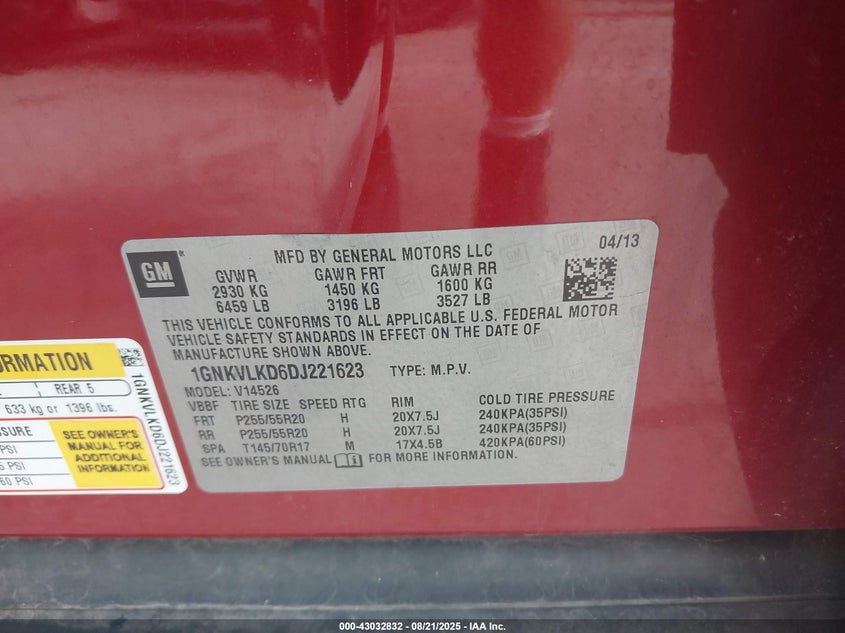 MFD BY GENERAL MOTORS LLC
04/13
GM
GVWR GAWR FRT GAWR RR
2930 KG 1450 KG 1600 KG
6459 LB 3196 LB 3527 LB
THIS VEHICLE CONFORMS TO ALL APPLICABLE U.S. FEDERAL MOTOR
VEHICLE SAFETY STANDARDS IN EFFECT ON THE DATE OF
MANUFACTURE SHOWN ABOVE.
1GNKVLKD6DJ221623 TYPE: M.P.V.
MODEL: V14526
VBBF TIRE SIZE SPEED RTG RIM COLD TIRE PRESSURE
FRT P255/55R20 H 20X7.5J 240KPA(35PSI)
RR P255/55R20 H 20X7.5J 240KPA(35PSI)
SPA T145/70R17 M 17X4.5B 420KPA(60PSI)
SEE OWNER'S MANUAL FOR MORE INFORMATION
REAR 5
633 kg or 1396 lbs.
PSI
PSI
60 PSI
SEE OWNER'S
MANUAL FOR
ADDITIONAL
INFORMATION
1GNKVLKD6DJ221623
000-43032832 - 08/21/2025 - IAA Inc.